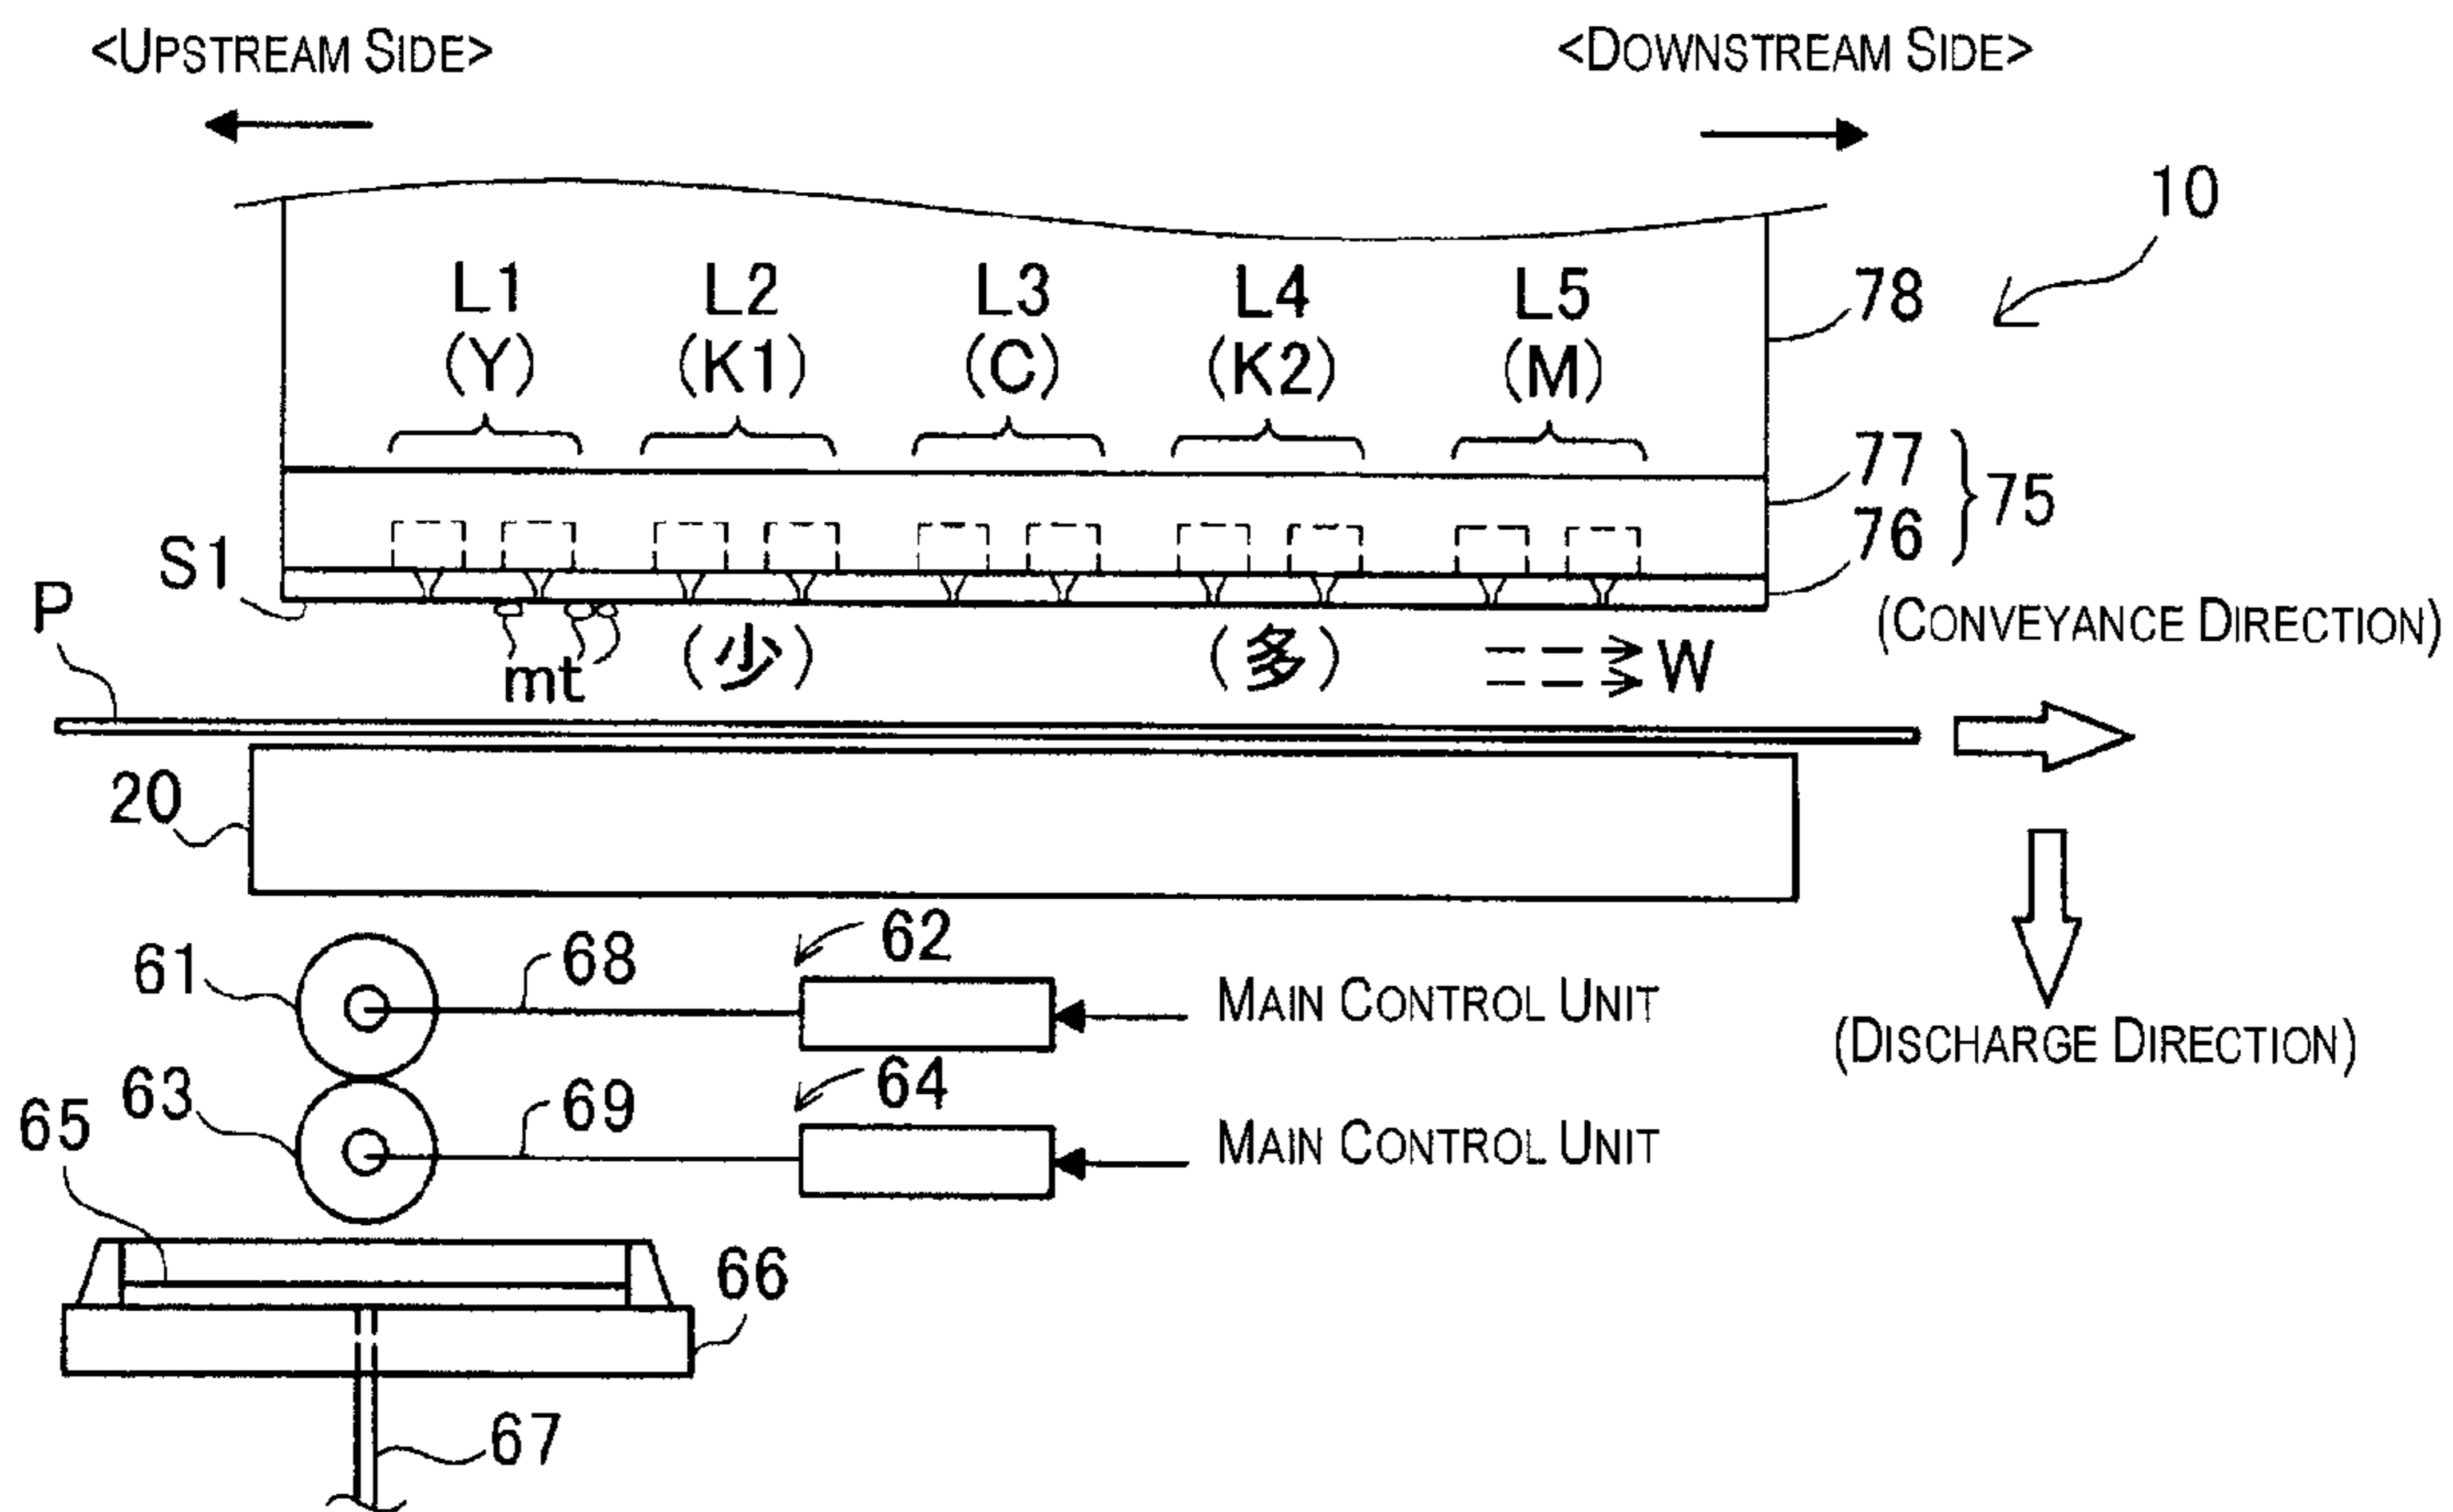 <UPSTREAM SIDE> <DOWNSTREAM SIDE>
10
L1 L2 L3 L4 L5
(Y) (K1) (C) (K2) (M)
78
77
76
75
S1
P
mt
(少) (多) W
(CONVEYANCE DIRECTION)
20
61 68 62 MAIN CONTROL UNIT
(DISCHARGE DIRECTION)
63 69 64 MAIN CONTROL UNIT
65
66
67